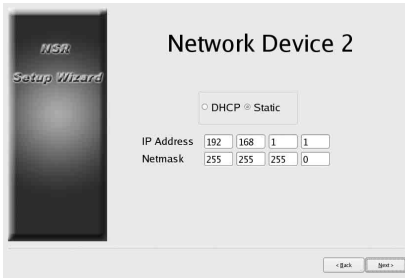 NSR
Setup Wizard
Network Device 2
DHCP Static
IP Address 192 168 1 1
Netmask 255 255 255 0
< Back Next >